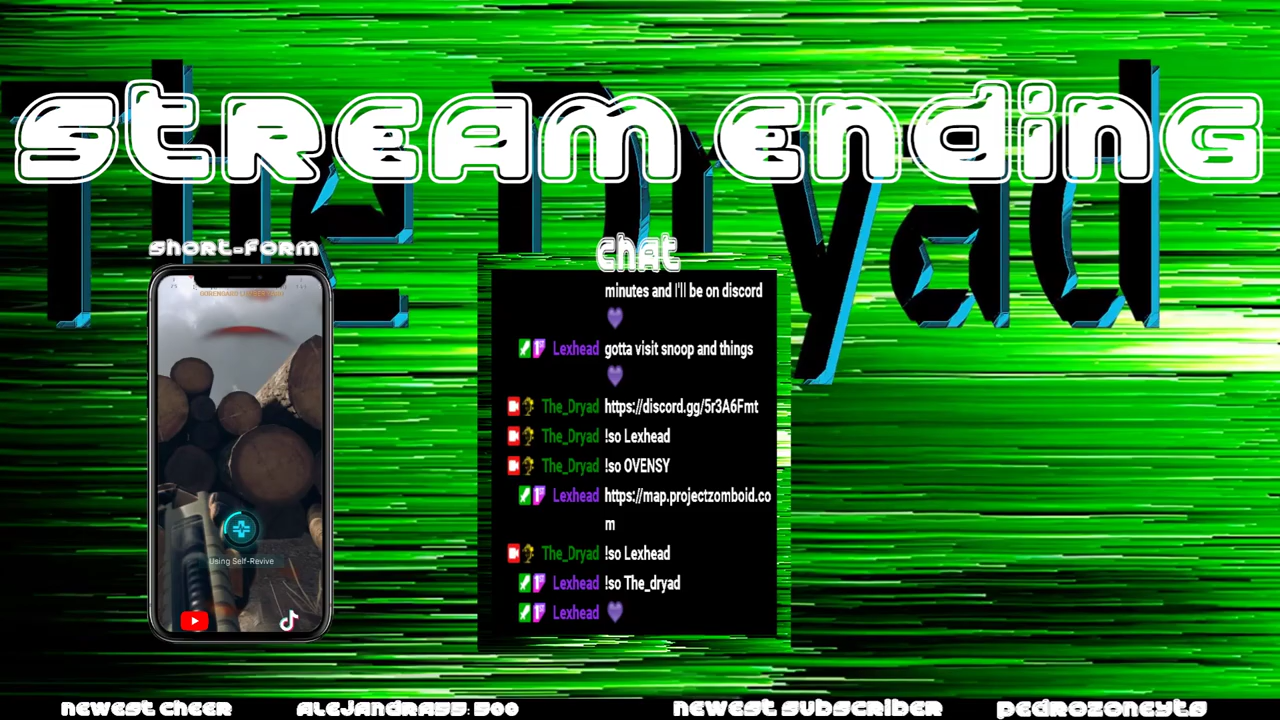 STREAM ENDING
The Dryad
SHORT-FORM
CHAT
minutes and I'll be on discord
Lexhead gotta visit snoop and things
The_Dryad https://discord.gg/5r3A6Fmt
The_Dryad !so Lexhead
The_Dryad !so OVENSY
Lexhead https://map.projectzomboid.co
m
The_Dryad !so Lexhead
Lexhead !so The_dryad
Lexhead
Using Self-Revive
NEWEST CHEER
ALEJANDRA55: 500
NEWEST SUBSCRIBER
PEDROZONEYT6